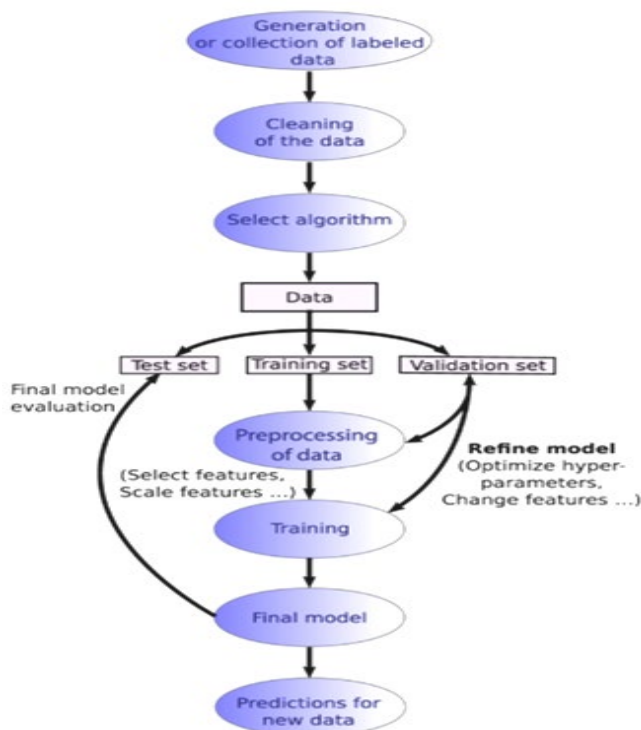 Generation
or collection of labeled
data
Cleaning
of the data
Select algorithm
Data
Test set
Training set
Validation set
Final model
evaluation
Preprocessing
of data
(Select features,
Scale features ...)
Refine model
(Optimize hyper-
parameters,
Change features ...)
Training
Final model
Predictions for
new data